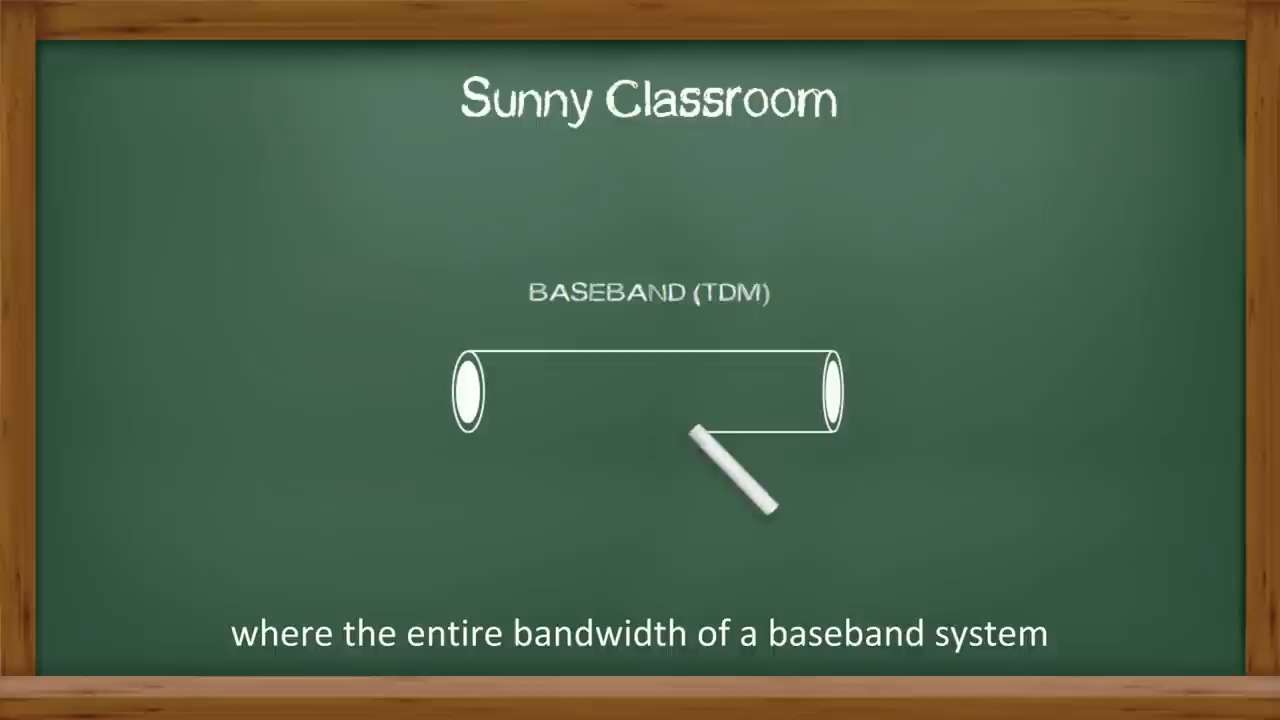 Sunny Classroom
BASEBAND (TDM)
where the entire bandwidth of a baseband system